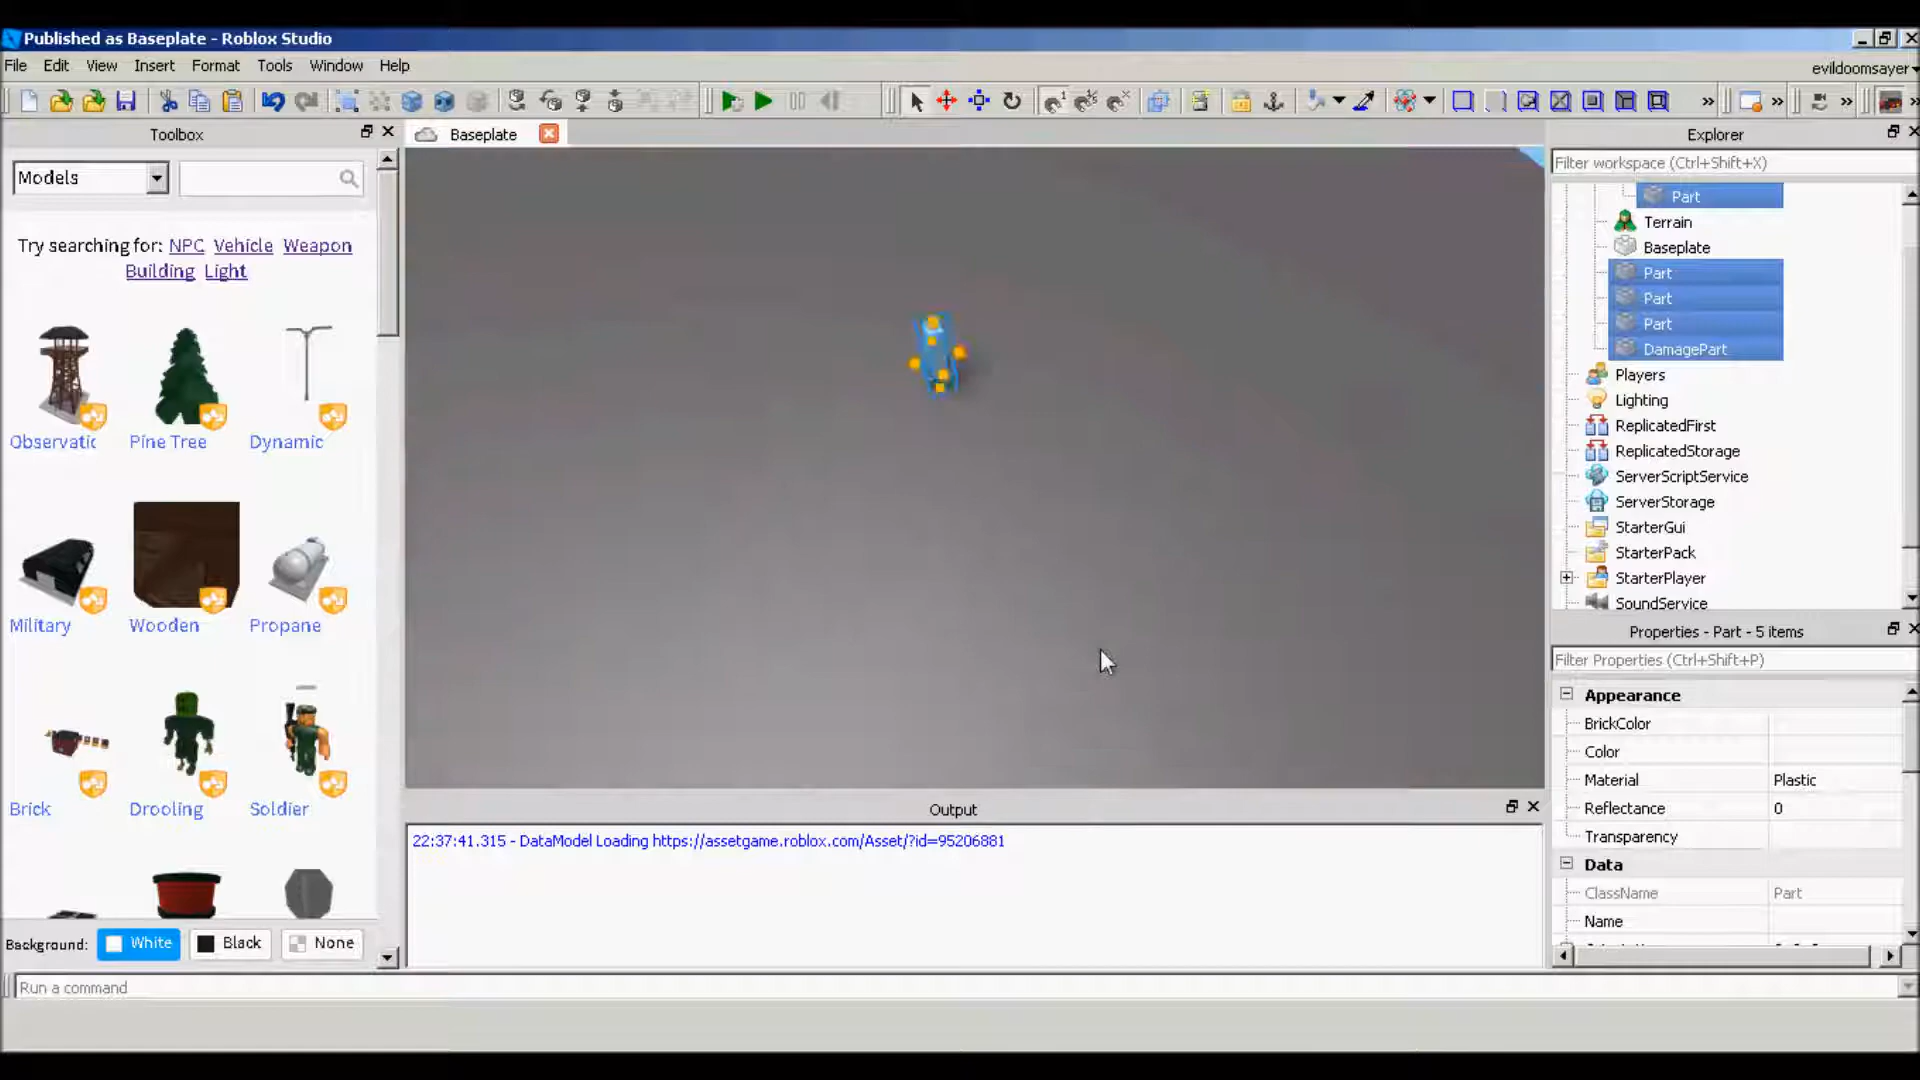 Published as Baseplate - Roblox Studio
File Edit View Insert Format Tools Window Help
evildoomsayer
Toolbox
Baseplate
Explorer
Models
Filter workspace (Ctrl+Shift+X)
Part
Terrain
Baseplate
Part
Part
Part
DamagePart
Players
Lighting
ReplicatedFirst
ReplicatedStorage
ServerScriptService
ServerStorage
StarterGui
StarterPack
StarterPlayer
SoundService
Try searching for: NPC Vehicle Weapon
Building Light
Observatic Pine Tree Dynamic
Military Wooden Propane
Brick Drooling Soldier
Background: White Black None
Properties - Part - 5 items
Filter Properties (Ctrl+Shift+P)
Appearance
BrickColor
Color
Material Plastic
Reflectance 0
Transparency
Data
ClassName Part
Name
Output
22:37:41.315 - DataModel Loading https://assetgame.roblox.com/Asset/?id=95206881
Run a command